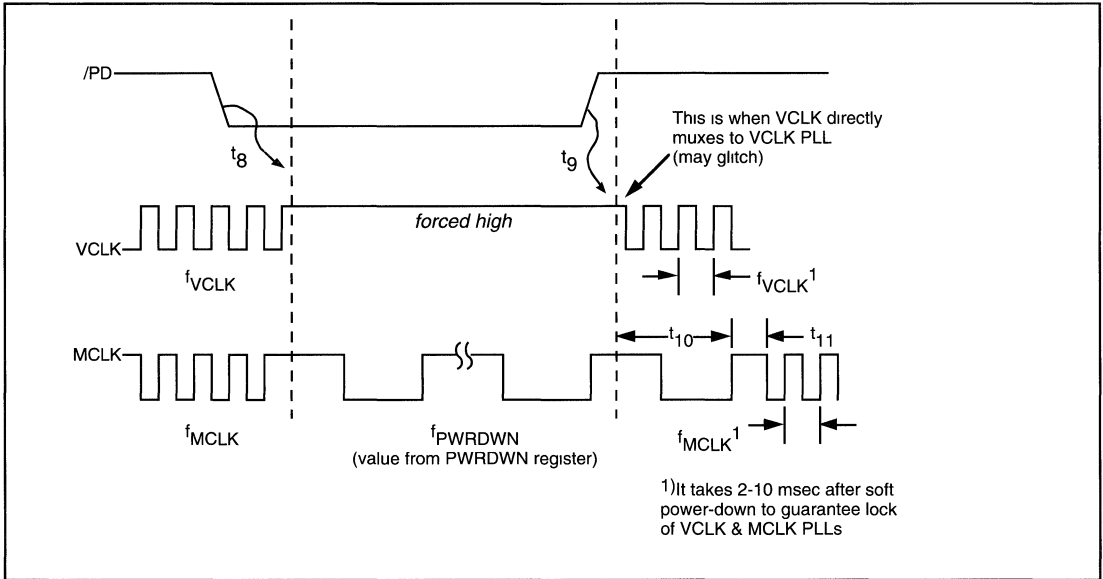 /PD
t8
t9
This is when VCLK directly
muxes to VCLK PLL
(may glitch)
VCLK
forced high
fVCLK
fVCLK1
MCLK
t10
t11
fMCLK
fPWRDWN
(value from PWRDWN register)
fMCLK1
1)It takes 2-10 msec after soft
power-down to guarantee lock
of VCLK & MCLK PLLs